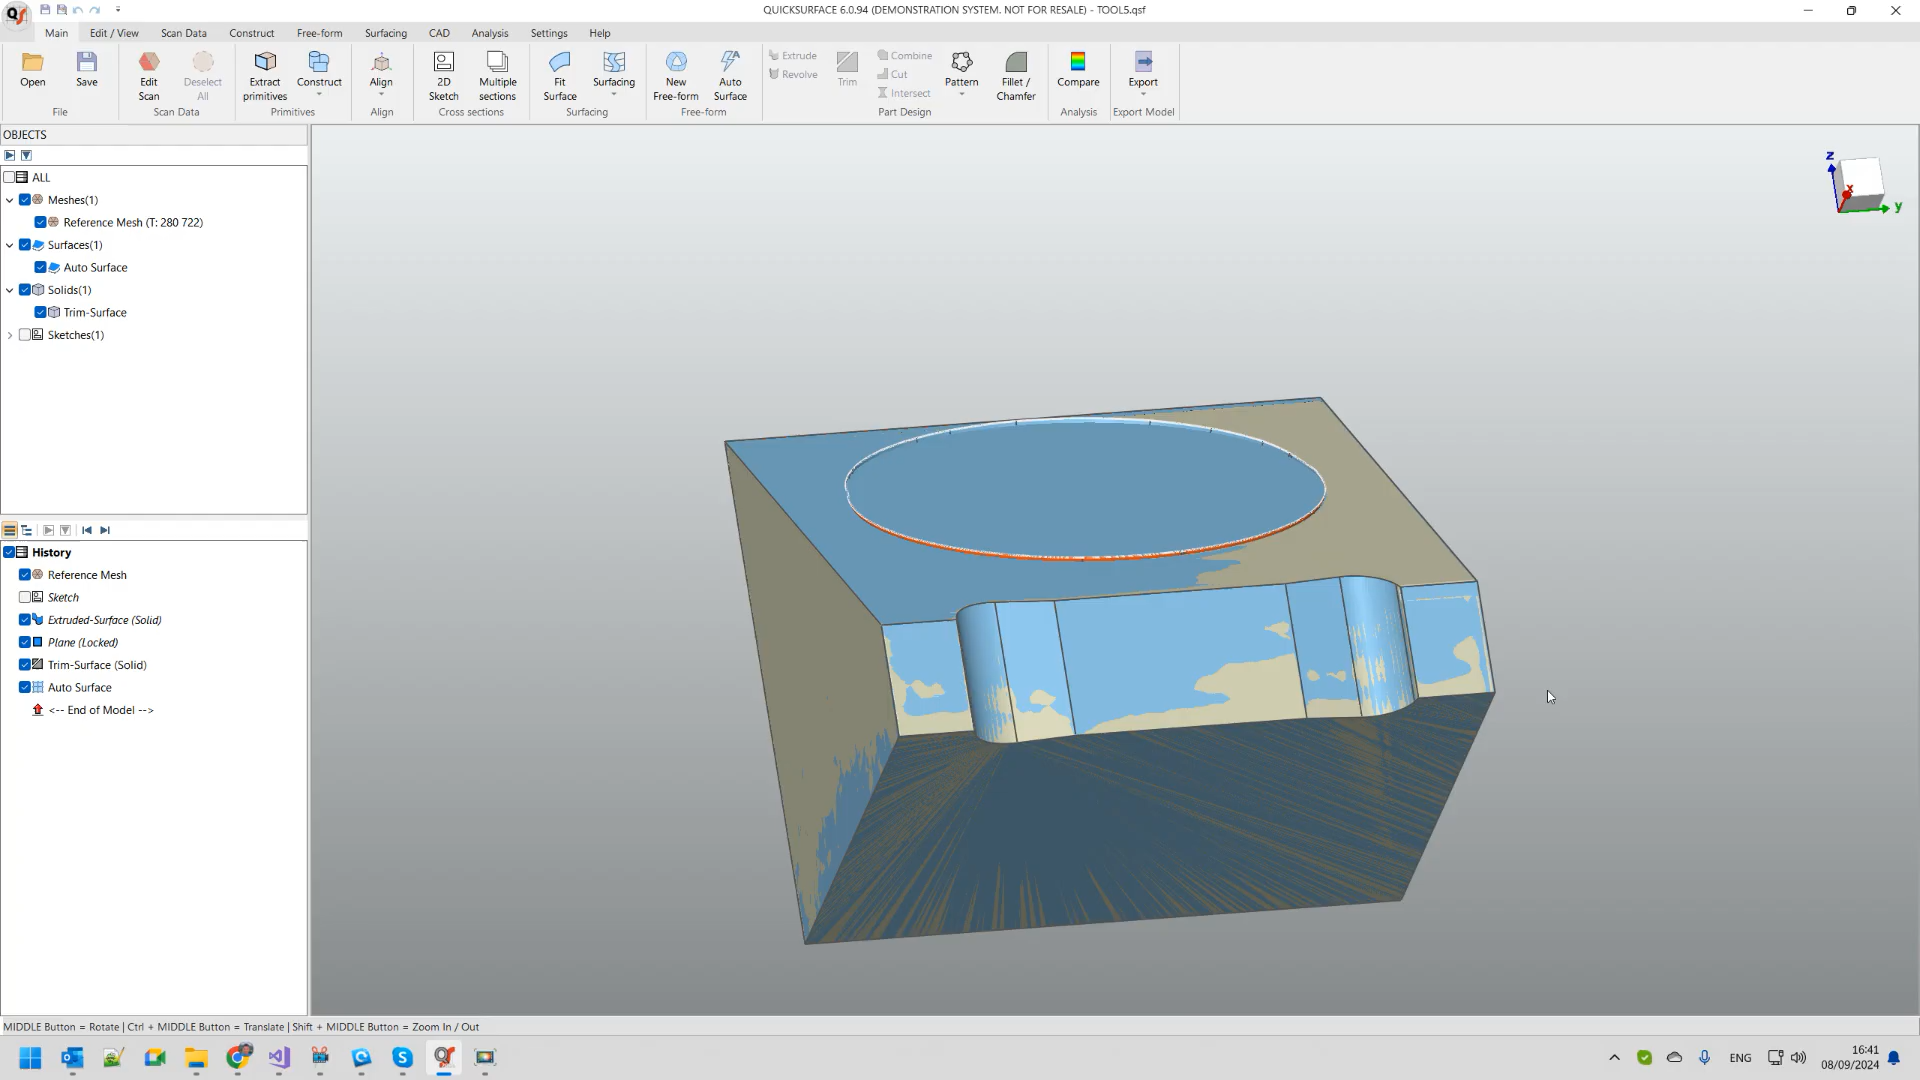 QUICKSURFACE 6.0.94 (DEMONSTRATION SYSTEM. NOT FOR RESALE) - TOOL5.qsf
Main Edit / View Scan Data Construct Free-form Surfacing CAD Analysis Settings Help
Open Save Edit Scan Deselect All Extract primitives Construct Align 2D Sketch Multiple sections Fit Surface Surfacing New Free-form Auto Surface Extrude Revolve Trim Combine Cut Intersect Pattern Fillet / Chamfer Compare Export
File Scan Data Primitives Align Cross sections Surfacing Free-form Part Design Analysis Export Model
OBJECTS
ALL
Meshes(1)
Reference Mesh (T: 280 722)
Surfaces(1)
Auto Surface
Solids(1)
Trim-Surface
Sketches(1)
History
Reference Mesh
Sketch
Extruded-Surface (Solid)
Plane (Locked)
Trim-Surface (Solid)
Auto Surface
<-- End of Model -->
z
x
y
MIDDLE Button = Rotate | Ctrl + MIDDLE Button = Translate | Shift + MIDDLE Button = Zoom In / Out
ENG
16:41
08/09/2024